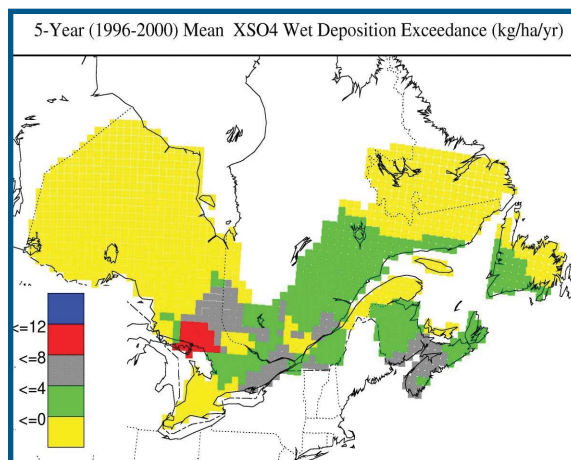 5-Year (1996-2000) Mean XSO4 Wet Deposition Exceedance (kg/ha/yr)
<=12
<=8
<=4
<=0